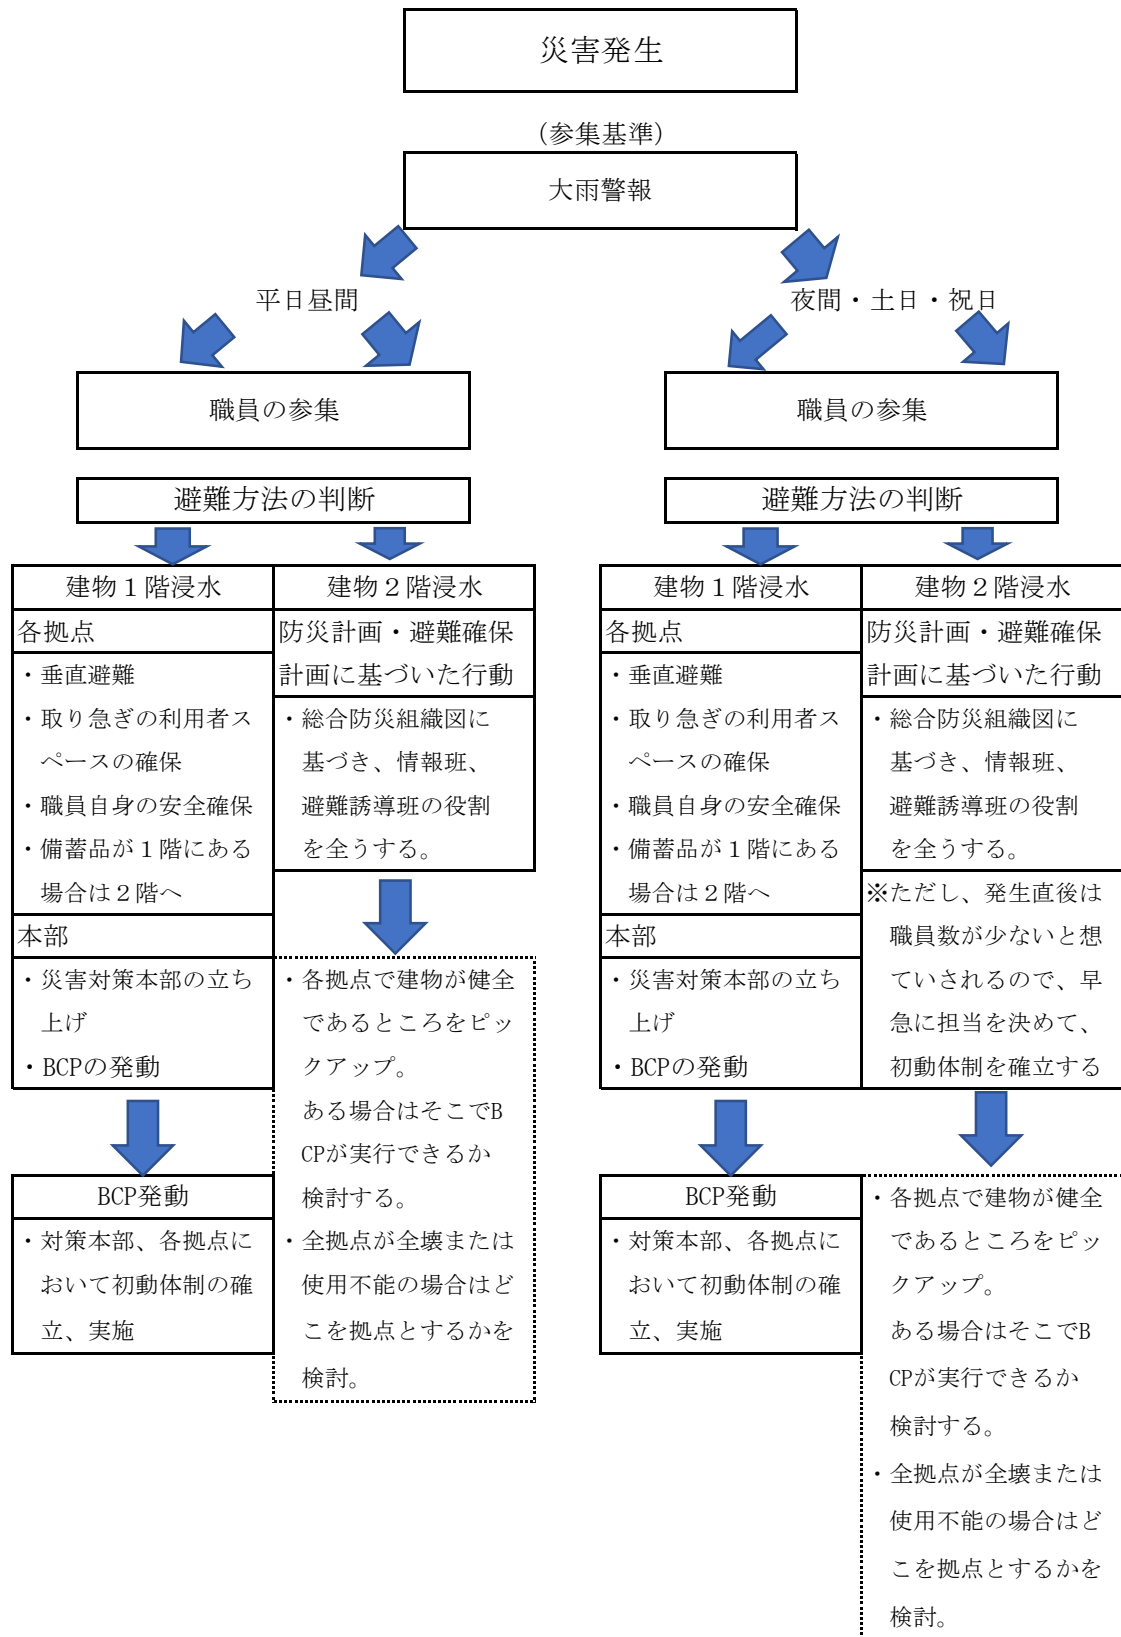 災害発生
(参集基準)
大雨警報
平日昼間
職員の参集
避難方法の判断
建物１階浸水
各拠点
・垂直避難
・取り急ぎの利用者ス
ペースの確保
・職員自身の安全確保
・備蓄品が１階にある
場合は２階へ
本部
・災害対策本部の立ち
上げ
・BCPの発動
BCP発動
・対策本部、各拠点に
おいて初動体制の確
立、実施
建物２階浸水
防災計画・避難確保
計画に基づいた行動
・総合防災組織図に
基づき、情報班、
避難誘導班の役割
を全うする。
・各拠点で建物が健全
であるところをピッ
クアップ。
ある場合はそこでB
CPが実行できるか
検討する。
・全拠点が全壊または
使用不能の場合はど
こを拠点とするかを
検討。
夜間・土日・祝日
職員の参集
避難方法の判断
建物１階浸水
各拠点
・垂直避難
・取り急ぎの利用者ス
ペースの確保
・職員自身の安全確保
・備蓄品が１階にある
場合は２階へ
本部
・災害対策本部の立ち
上げ
・BCPの発動
BCP発動
・対策本部、各拠点に
おいて初動体制の確
立、実施
建物２階浸水
防災計画・避難確保
計画に基づいた行動
・総合防災組織図に
基づき、情報班、
避難誘導班の役割
を全うする。
※ただし、発生直後は
職員数が少ないと想
ていされるので、早
急に担当を決めて、
初動体制を確立する
・各拠点で建物が健全
であるところをピッ
クアップ。
ある場合はそこでB
CPが実行できるか
検討する。
・全拠点が全壊または
使用不能の場合はど
こを拠点とするかを
検討。